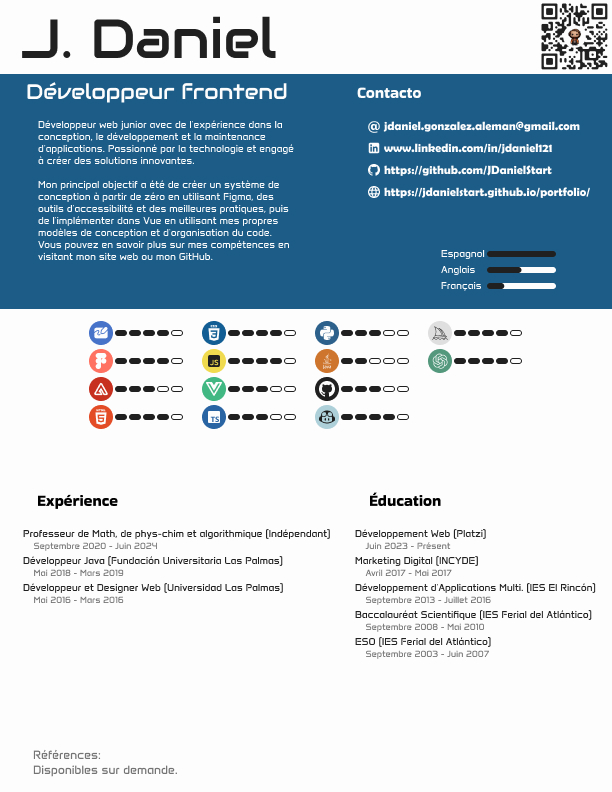 J. Daniel
Développeur Frontend
Développeur web junior avec de l'expérience dans la
conception, le développement et la maintenance
d'applications. Passionné par la technologie et engagé
à créer des solutions innovantes.
Mon principal objectif a été de créer un système de
conception à partir de zéro en utilisant Figma, des
outils d'accessibilité et des meilleures pratiques, puis
de l'implémenter dans Vue en utilisant mes propres
modèles de conception et d'organisation du code.
Vous pouvez en savoir plus sur mes compétences en
visitant mon site web ou mon GitHub.
Contacto
@ jdaniel.gonzalez.aleman@gmail.com
www.linkedin.com/in/jdaniel121
https://github.com/JDanielStart
https://jdanielstart.github.io/portfolio/
Espagnol
Anglais
Français
JS
TS
Expérience
Professeur de Math, de phys-chim et algorithmique (Indépendant)
Septembre 2020 - Juin 2024
Développeur Java (Fundación Universitaria Las Palmas)
Mai 2018 - Mars 2019
Développeur et Designer Web (Universidad Las Palmas)
Mai 2016 - Mars 2016
Éducation
Développement Web (Platzi)
Juin 2023 - Présent
Marketing Digital (INCYDE)
Avril 2017 - Mai 2017
Développement d'Applications Multi. (IES El Rincón)
Septembre 2013 - Juillet 2016
Baccalauréat Scientifique (IES Ferial del Atlántico)
Septembre 2008 - Mai 2010
ESO (IES Ferial del Atlántico)
Septembre 2003 - Juin 2007
Références:
Disponibles sur demande.